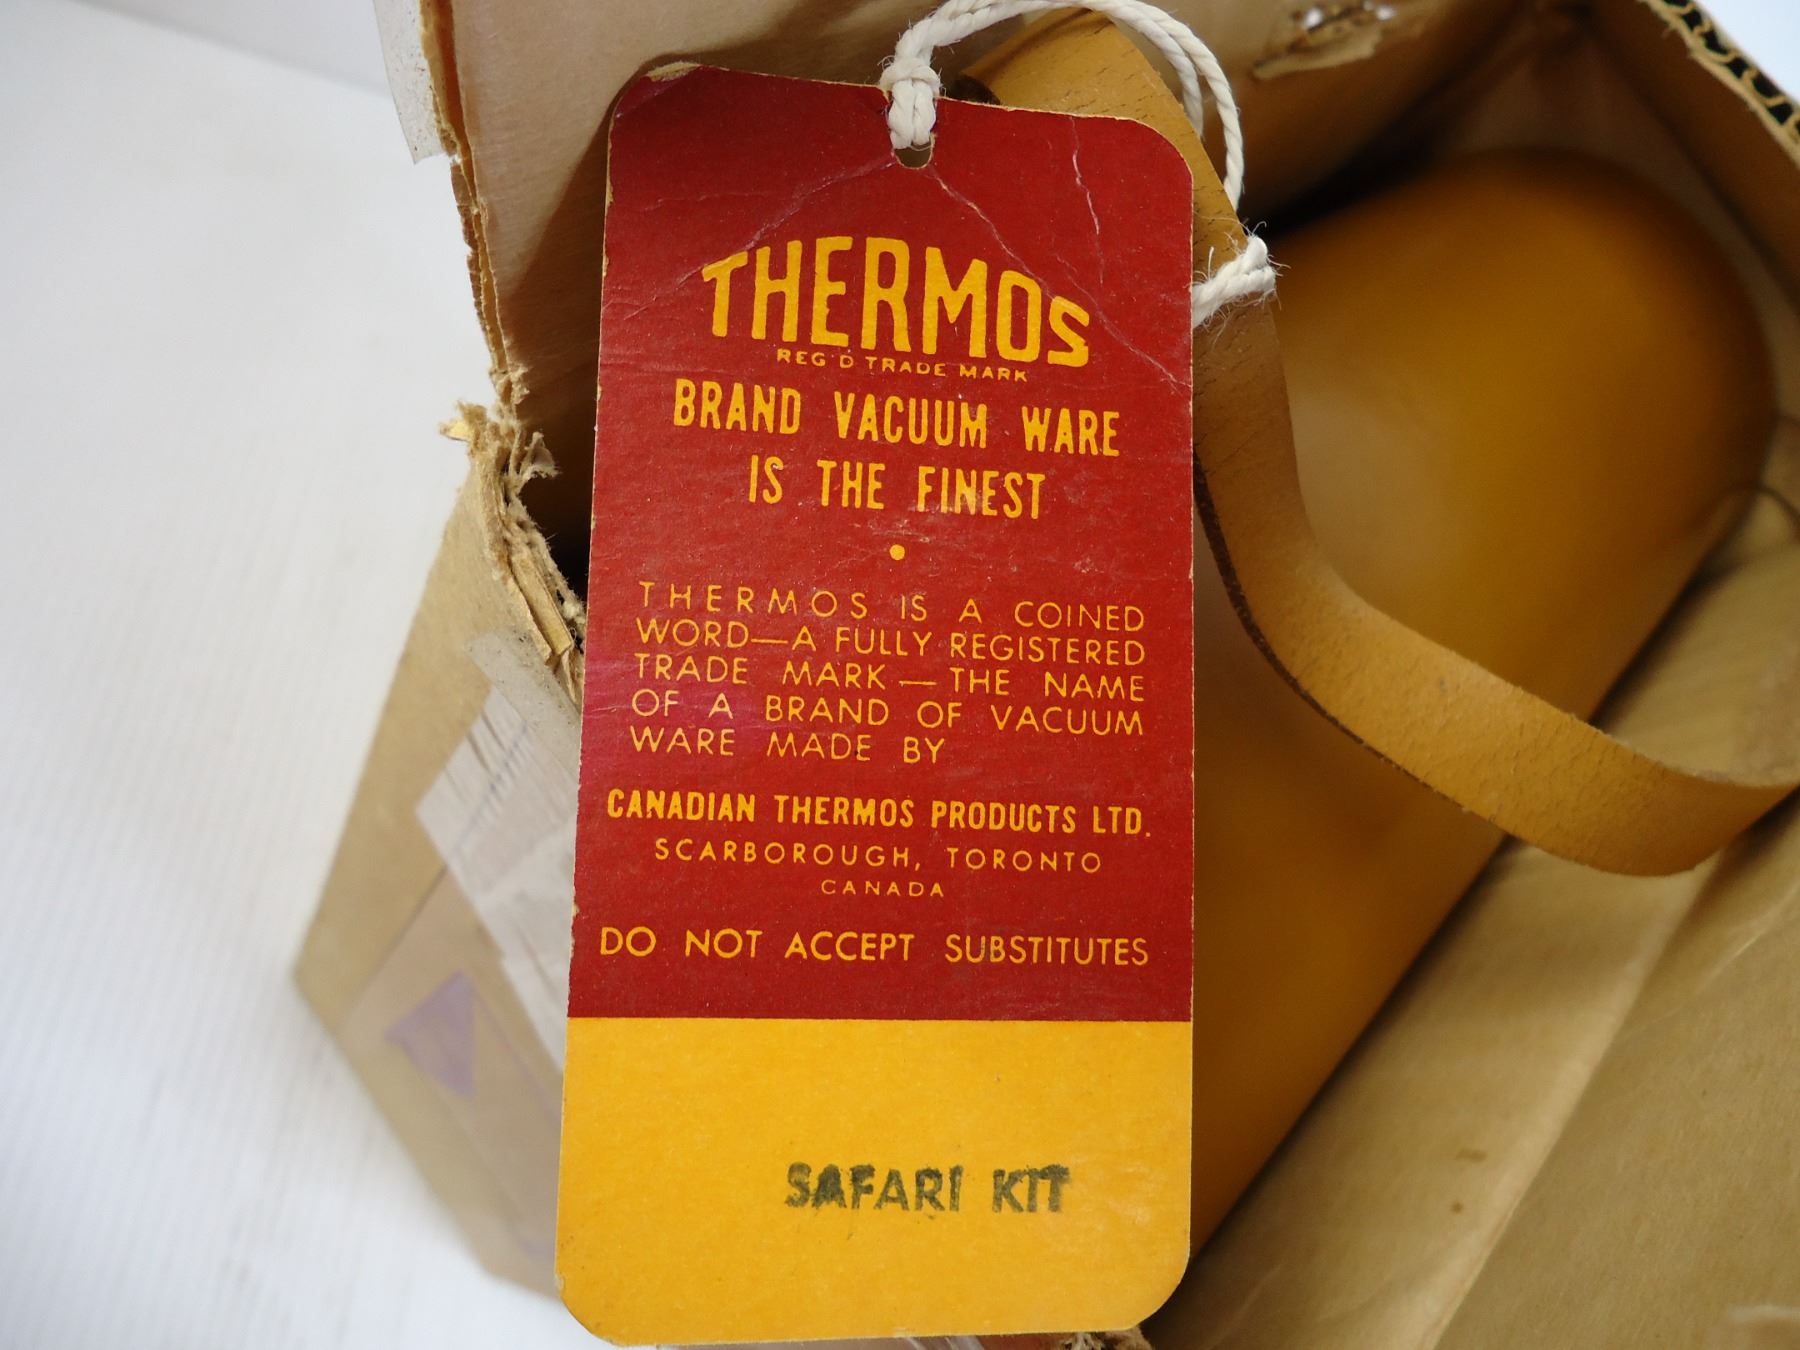 THERMOS
REG'D TRADE MARK
BRAND VACUUM WARE
IS THE FINEST
•
THERMOS IS A COINED
WORD—A FULLY REGISTERED
TRADE MARK—THE NAME
OF A BRAND OF VACUUM
WARE MADE BY
CANADIAN THERMOS PRODUCTS LTD.
SCARBOROUGH, TORONTO
CANADA
DO NOT ACCEPT SUBSTITUTES
SAFARI KIT